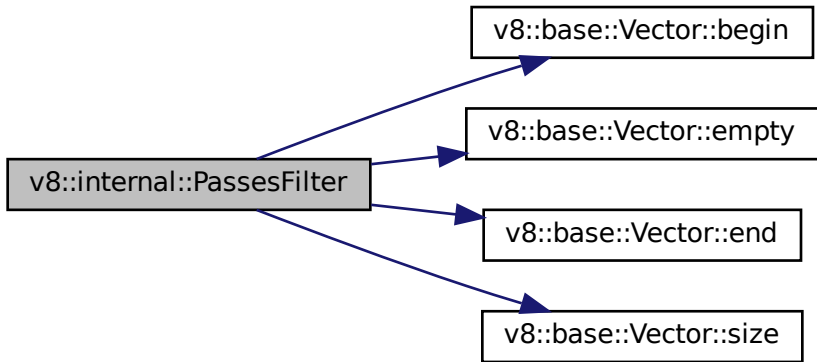 v8::base::Vector::begin
v8::base::Vector::empty
v8::internal::PassesFilter
v8::base::Vector::end
v8::base::Vector::size